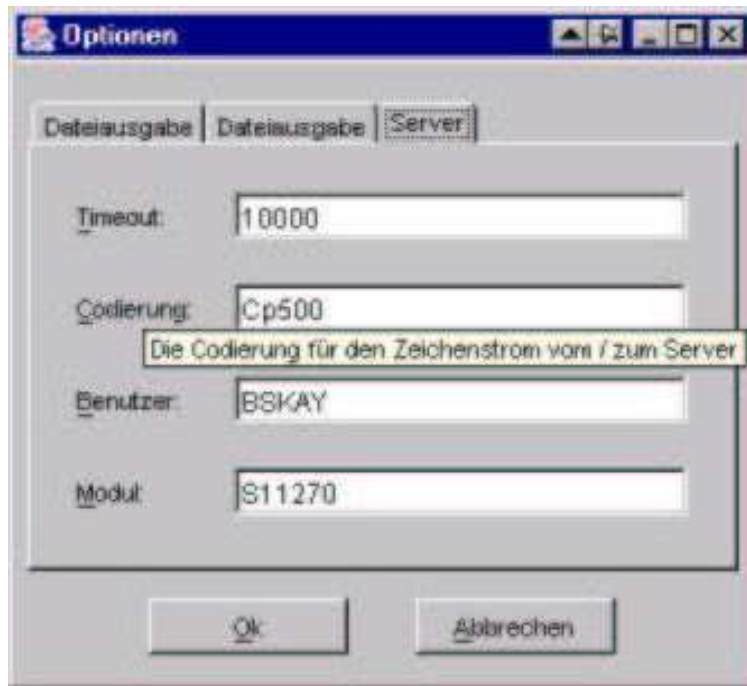 Optionen
Dateiausgabe Dateiausgabe Server
Timeout: 10000
Codierung: Cp500
Die Codierung für den Zeichenstrom vom / zum Server
Benutzer: BSKAY
Modul: S11270
Ok Abbrechen